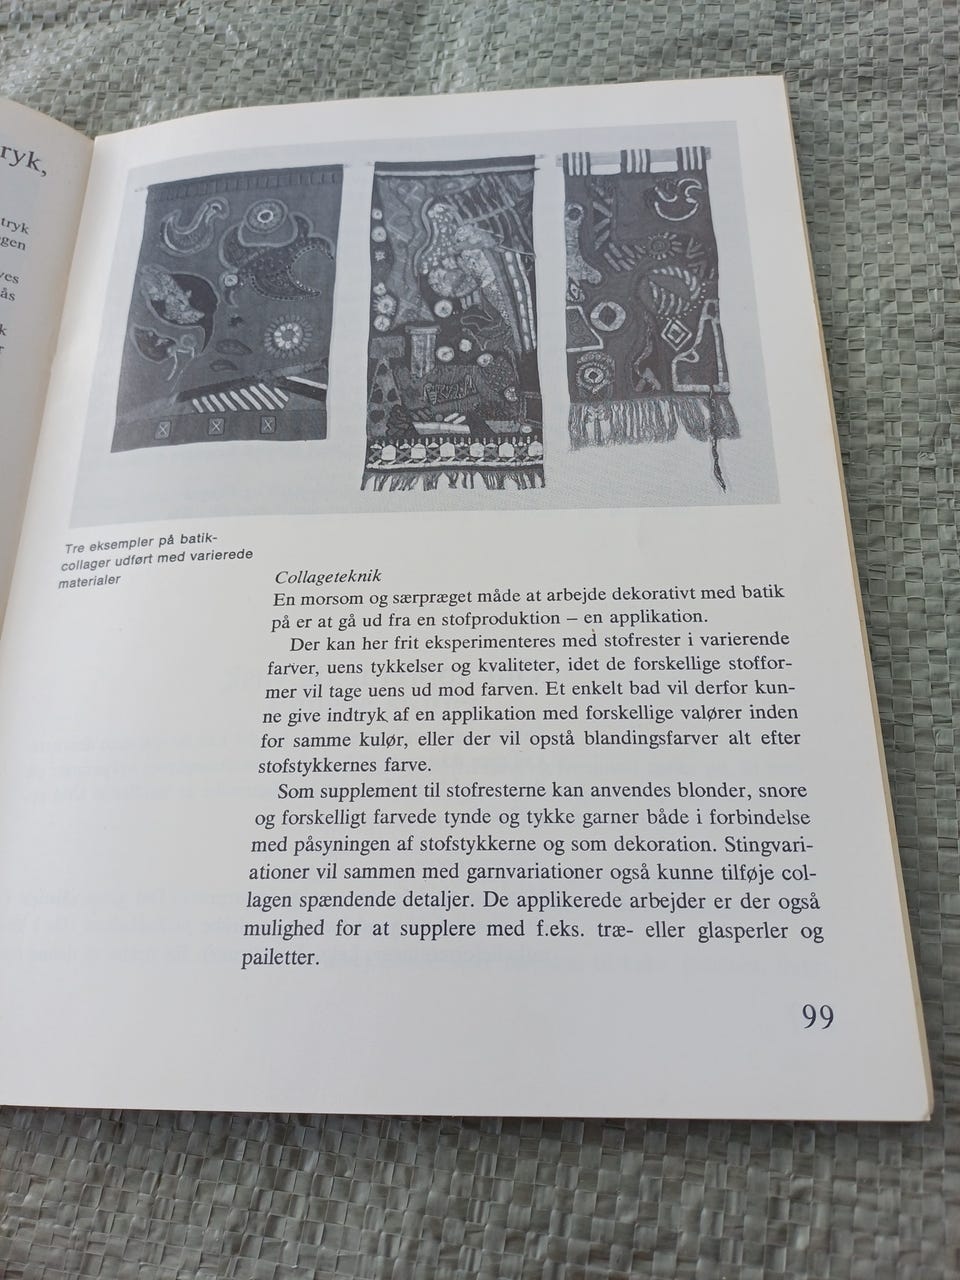 ryk,
tryk
gen
ves
ås
k
r
Tre eksempler på batik-
collager udført med varierede
materialer
Collageteknik
En morsom og særpræget måde at arbejde dekorativt med batik
på er at gå ud fra en stofproduktion – en applikation.
Der kan her frit eksperimenteres med stofrester i varierende
farver, uens tykkelser og kvaliteter, idet de forskellige stoffor-
mer vil tage uens ud mod farven. Et enkelt bad vil derfor kun-
ne give indtryk af en applikation med forskellige valører inden
for samme kulør, eller der vil opstå blandingsfarver alt efter
stofstykkernes farve.
Som supplement til stofresterne kan anvendes blonder, snore
og forskelligt farvede tynde og tykke garner både i forbindelse
med påsyningen af stofstykkerne og som dekoration. Stingvari-
ationer vil sammen med garnvariationer også kunne tilføje col-
lagen spændende detaljer. De applikerede arbejder er der også
mulighed for at supplere med f.eks. træ- eller glasperler og
pailetter.
99